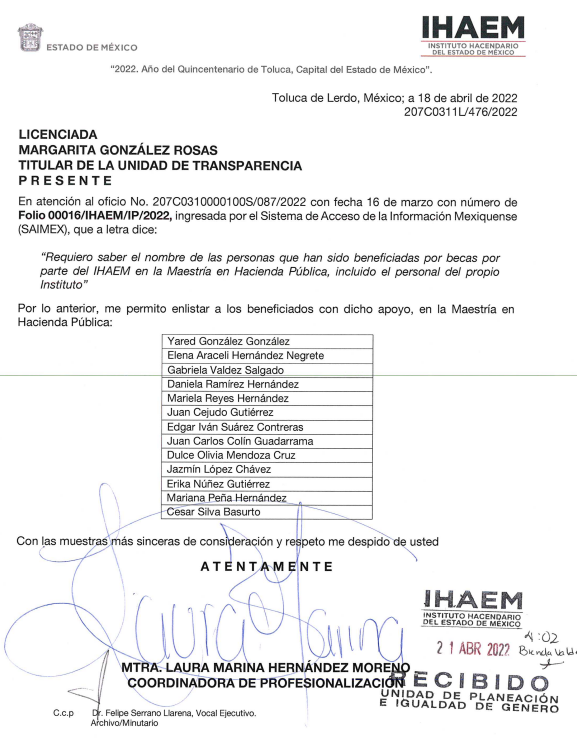 ESTADO DE MÉXICO
IHAEM
INSTITUTO HACENDARIO
DEL ESTADO DE MÉXICO
"2022. Año del Quincentenario de Toluca, Capital del Estado de México".
Toluca de Lerdo, México; a 18 de abril de 2022
207C0311L/476/2022
LICENCIADA
MARGARITA GONZÁLEZ ROSAS
TITULAR DE LA UNIDAD DE TRANSPARENCIA
P R E S E N T E
En atención al oficio No. 207C0310000100S/087/2022 con fecha 16 de marzo con número de
Folio 00016/IHAEM/IP/2022, ingresada por el Sistema de Acceso de la Información Mexiquense
(SAIMEX), que a letra dice:
"Requiero saber el nombre de las personas que han sido beneficiadas por becas por
parte del IHAEM en la Maestría en Hacienda Pública, incluido el personal del propio
Instituto"
Por lo anterior, me permito enlistar a los beneficiados con dicho apoyo, en la Maestría en
Hacienda Pública:
Yared González González
Elena Araceli Hernández Negrete
Gabriela Valdez Salgado
Daniela Ramírez Hernández
Mariela Reyes Hernández
Juan Cejudo Gutiérrez
Edgar Iván Suárez Contreras
Juan Carlos Colín Guadarrama
Dulce Olivia Mendoza Cruz
Jazmín López Chávez
Erika Núñez Gutiérrez
Mariana Peña Hernández
César Silva Basurto
Con las muestras más sinceras de consideración y respeto me despido de usted
A T E N T A M E N T E
Laura Marina
IHAEM
INSTITUTO HACENDARIO
DEL ESTADO DE MÉXICO
21 ABR 2022
4:02
MTRA. LAURA MARINA HERNÁNDEZ MORENO
COORDINADORA DE PROFESIONALIZACIÓN
RECIBIDO
UNIDAD DE PLANEACIÓN
E IGUALDAD DE GENERO
C.c.p Dr. Felipe Serrano Llarena, Vocal Ejecutivo.
Archivo/Minutario